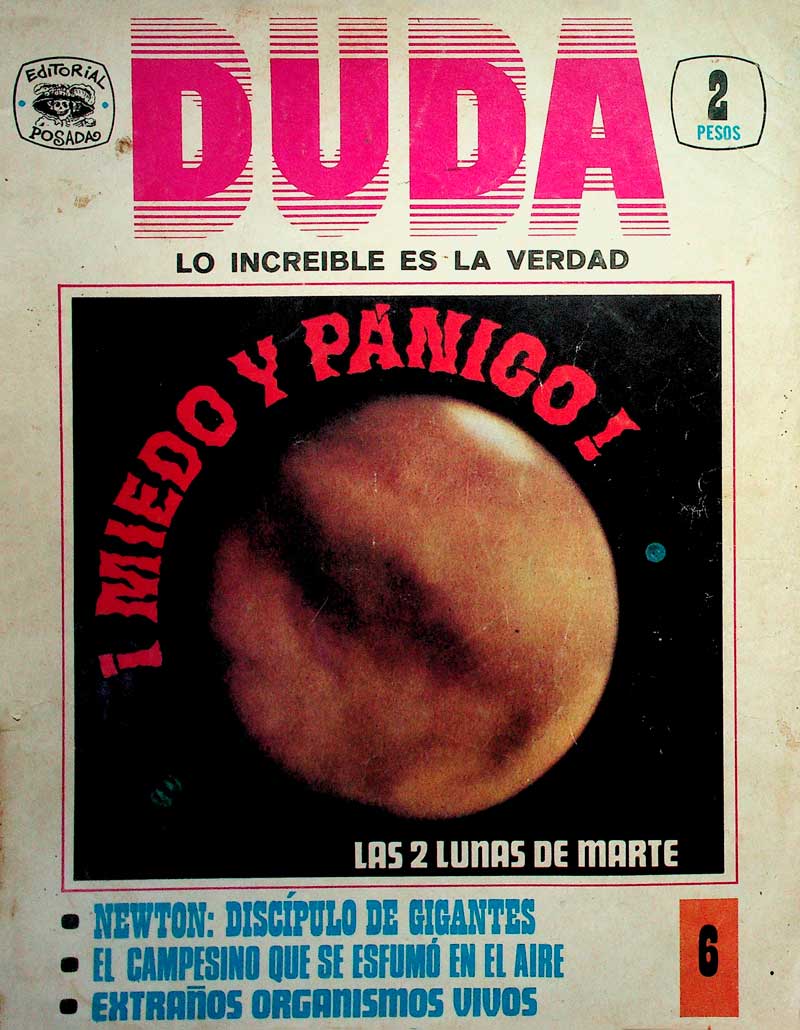 EDITORIAL
POSADA
DUDA
2
PESOS
LO INCREIBLE ES LA VERDAD
¡MIEDO Y PÁNICO!
LAS 2 LUNAS DE MARTE
NEWTON: DISCÍPULO DE GIGANTES
EL CAMPESINO QUE SE ESFUMÓ EN EL AIRE
EXTRAÑOS ORGANISMOS VIVOS
6